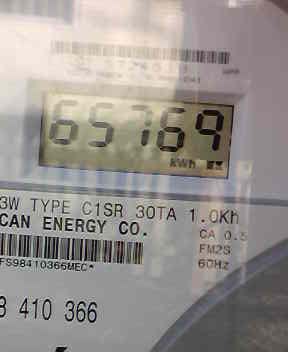 65769
kWh
3W TYPE C1SR 30TA 1.0Kh
CAN ENERGY CO.
CA 0.5
FM2S
60Hz
FS98410366MEC*
8 410 366